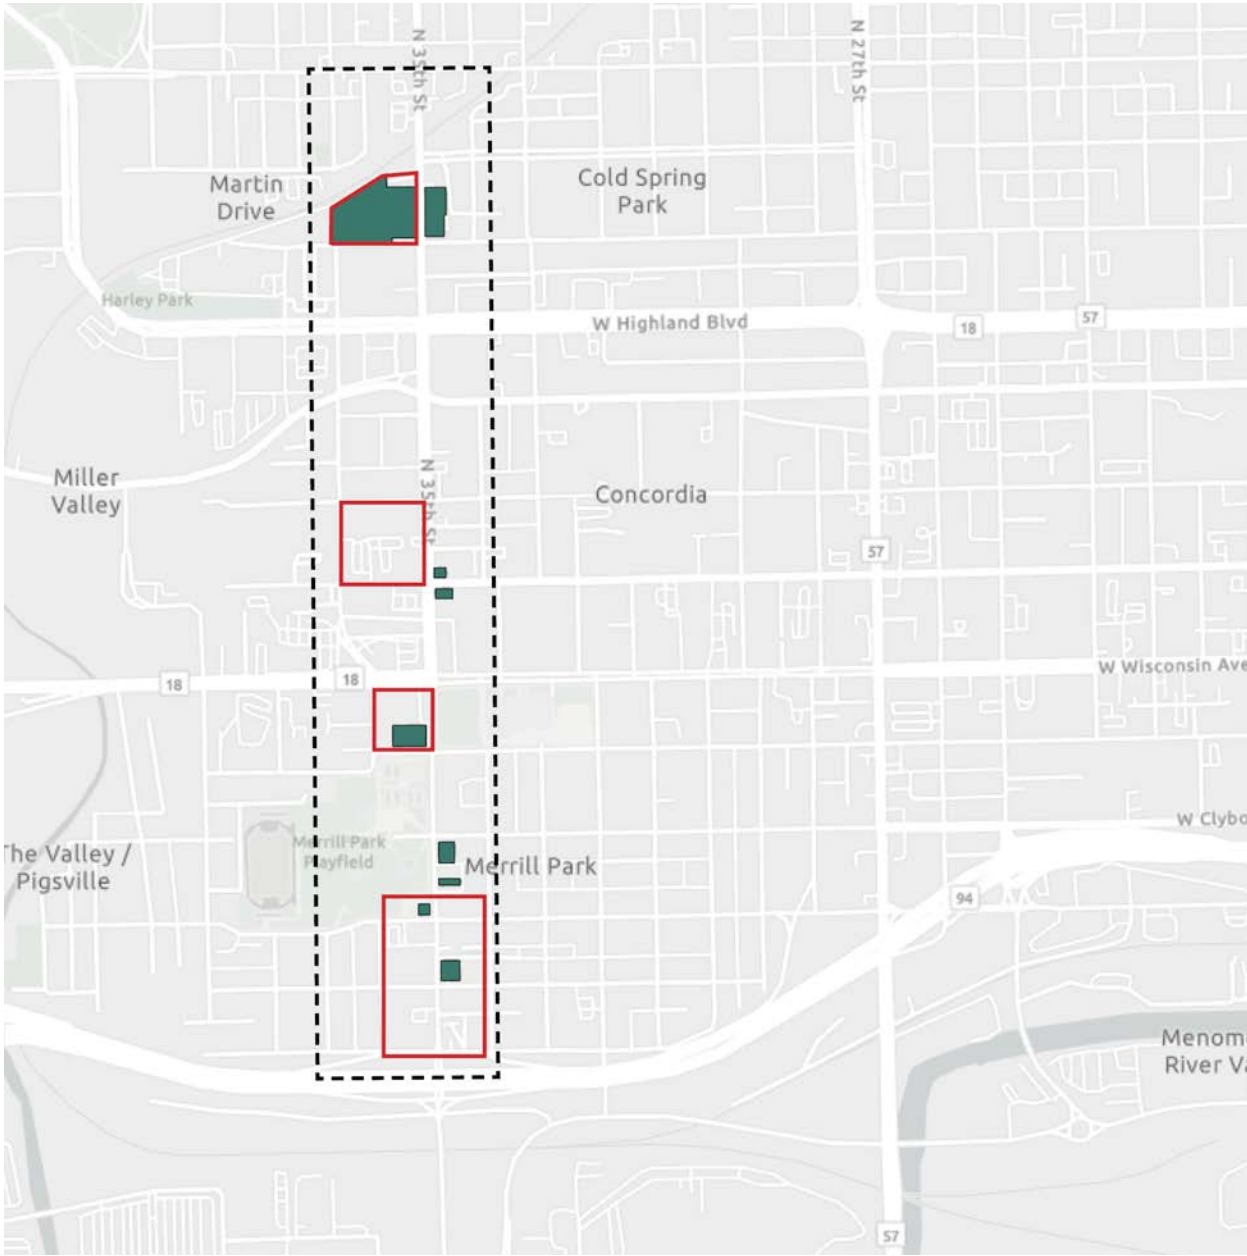 N 35th St
N 27th St
Martin
Drive
Cold Spring
Park
Harley Park
W Highland Blvd
18
57
Miller
Valley
N 35th St
Concordia
57
18
18
W Wisconsin Ave
W Clybo
Merrill Park
Playfield
The Valley /
Pigsville
Merrill Park
94
Menom
River Va
57